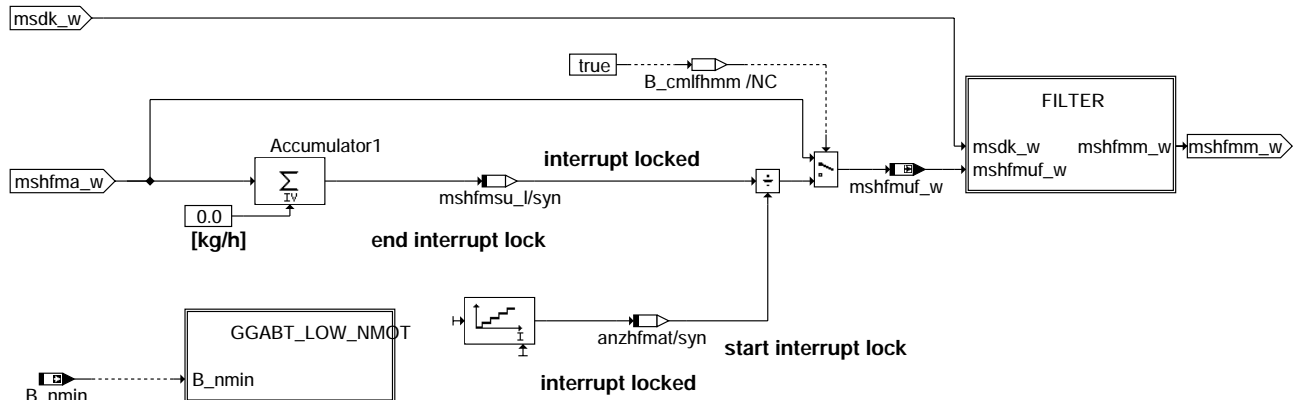 msdk_w
true
B_cmlfhmm /NC
FILTER
msdk_w
mshfmuf_w
mshfmm_w
mshfmm_w
Accumulator1
interrupt locked
mshfma_w
Σ
IV
÷
mshfmsu_l/syn
mshfmuf_w
0.0
[kg/h]
end interrupt lock
GGABT_LOW_NMOT
I
anzhfmat/syn
start interrupt lock
B_nmin
interrupt locked
B_nmin